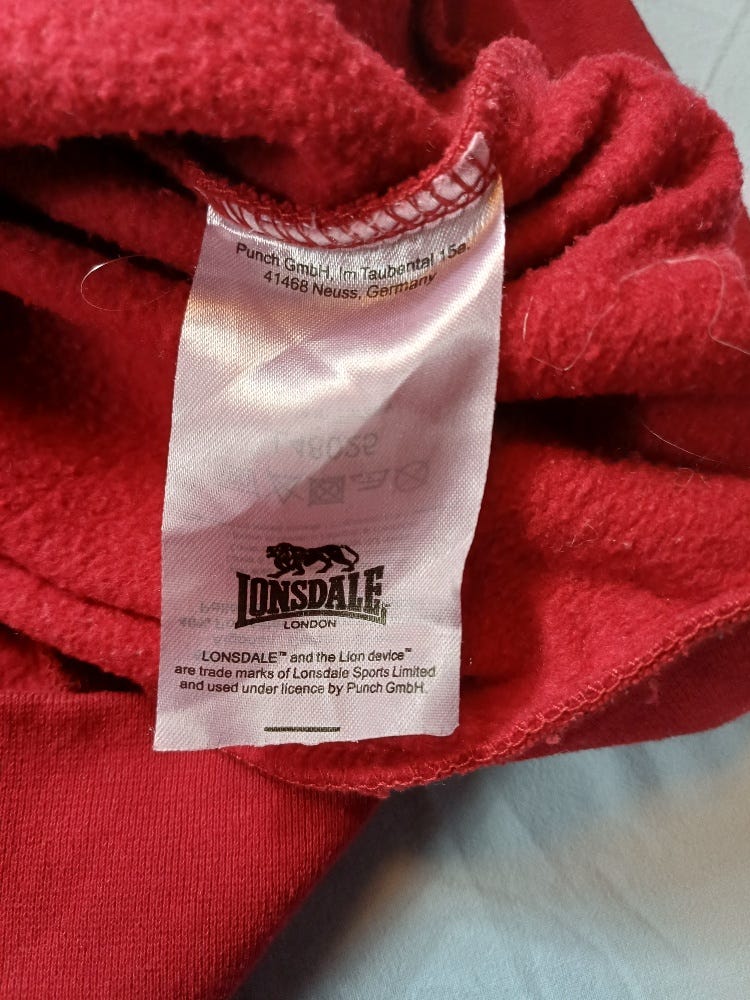 Punch GmbH, Im Taubental 15a.
41468 Neuss, Germany
LONSDALE
LONDON
LONSDALE™ and the Lion device™
are trade marks of Lonsdale Sports Limited
and used under licence by Punch GmbH.